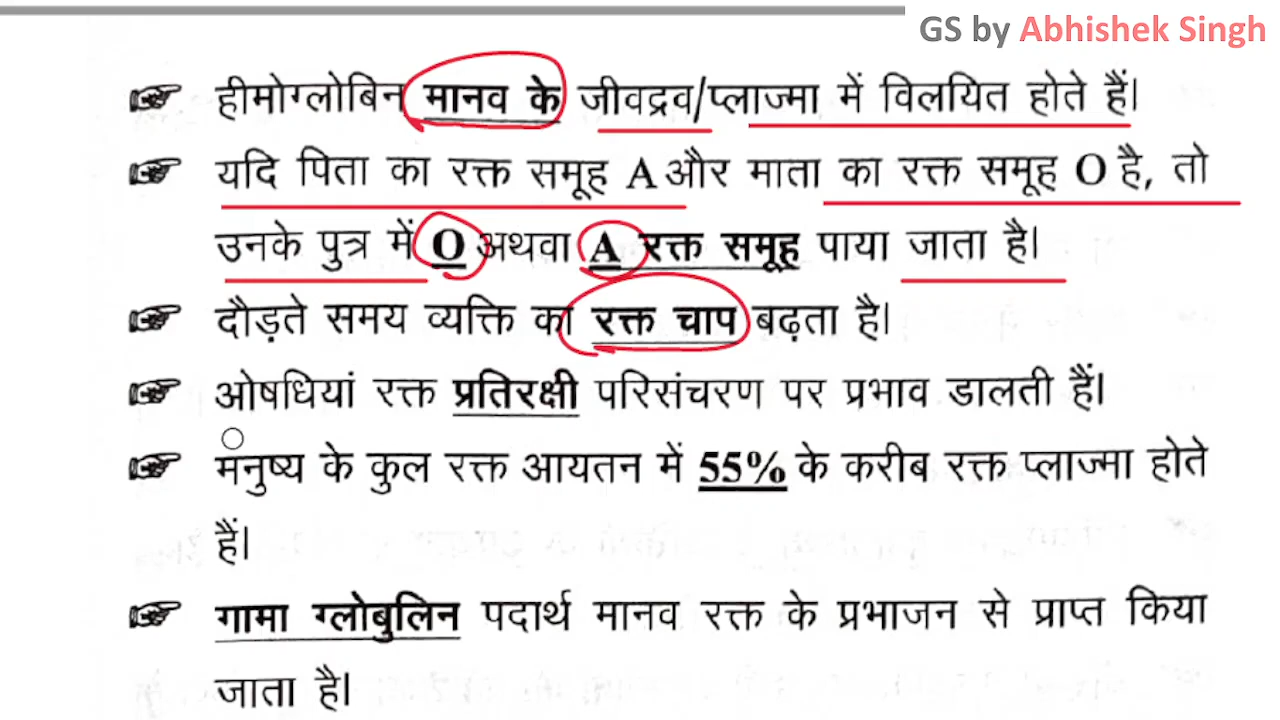 GS by Abhishek Singh
हीमोग्लोबिन मानव के जीवद्रव/प्लाज्मा में विलयित होते हैं।
यदि पिता का रक्त समूह A और माता का रक्त समूह O है, तो
उनके पुत्र में O अथवा A रक्त समूह पाया जाता है।
दौड़ते समय व्यक्ति का रक्त चाप बढ़ता है।
ओषधियां रक्त प्रतिरक्षी परिसंचरण पर प्रभाव डालती हैं।
मनुष्य के कुल रक्त आयतन में 55% के करीब रक्त प्लाज्मा होते
हैं।
गामा ग्लोबुलिन पदार्थ मानव रक्त के प्रभाजन से प्राप्त किया
जाता है।